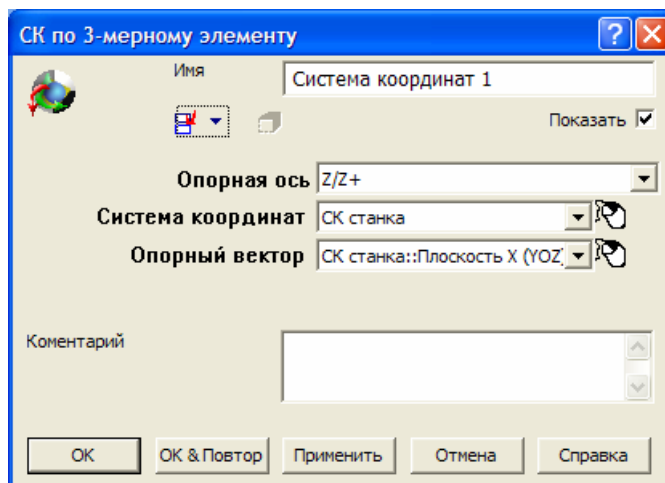 СК по 3-мерному элементу
Имя
Система координат 1
Показать
Опорная ось Z/Z+
Система координат СК станка
Опорный вектор СК станка::Плоскость X (YOZ)
Коментарий
OK
OK & Повтор
Применить
Отмена
Справка